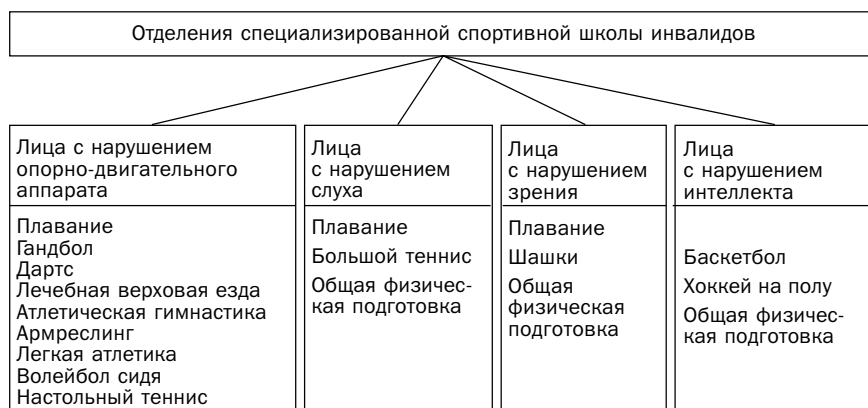 Отделения специализированной спортивной школы инвалидов
Лица с нарушением
опорно-двигательного
аппарата
Плавание
Гандбол
Дартс
Лечебная верховая езда
Атлетическая гимнастика
Армреслинг
Легкая атлетика
Волейбол сидя
Настольный теннис
Лица
с нарушением
слуха
Плавание
Большой теннис
Общая физичес-
кая подготовка
Лица
с нарушением
зрения
Плавание
Шашки
Общая
физическая
подготовка
Лица
с нарушением
интеллекта
Баскетбол
Хоккей на полу
Общая физичес-
кая подготовка